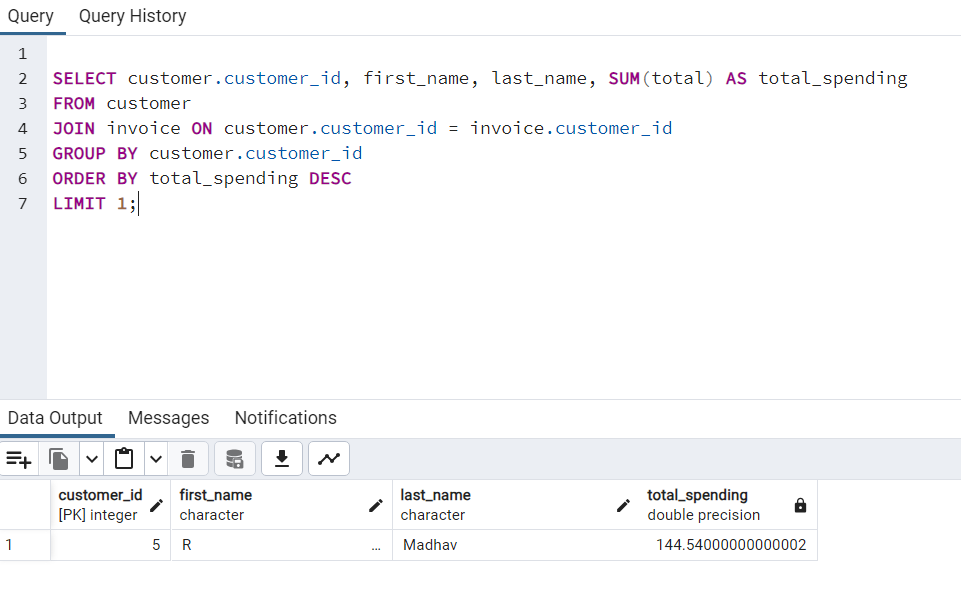 Query Query History
1
2 SELECT customer.customer_id, first_name, last_name, SUM(total) AS total_spending
3 FROM customer
4 JOIN invoice ON customer.customer_id = invoice.customer_id
5 GROUP BY customer.customer_id
6 ORDER BY total_spending DESC
7 LIMIT 1;
Data Output Messages Notifications
customer_id first_name last_name total_spending
[PK] integer character character double precision
1 5 R ... Madhav 144.54000000000002